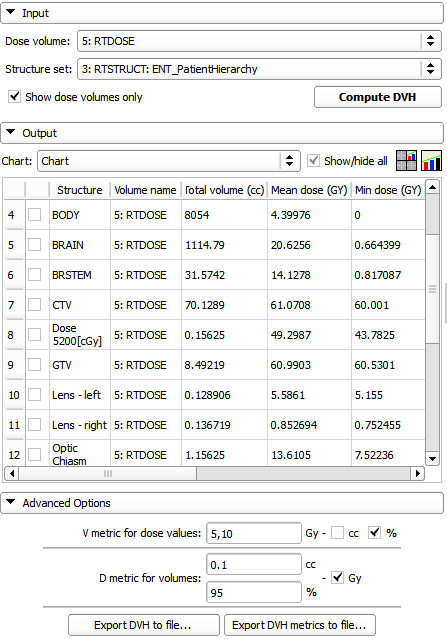 Input
Dose volume: 5: RTDOSE
Structure set: 3: RTSTRUCT: ENT_PatientHierarchy
Show dose volumes only Compute DVH
Output
Chart: Chart Show/hide all
Structure Volume name Total volume (cc) Mean dose (GY) Min dose (GY)
4 BODY 5: RTDOSE 8054 4.39976 0
5 BRAIN 5: RTDOSE 1114.79 20.6256 0.664399
6 BRSTEM 5: RTDOSE 31.5742 14.1278 0.817087
7 CTV 5: RTDOSE 70.1289 61.0708 60.001
8 Dose 5200[cGy] 5: RTDOSE 0.15625 49.2987 43.7825
9 GTV 5: RTDOSE 8.49219 60.9903 60.5301
10 Lens - left 5: RTDOSE 0.128906 5.5861 5.155
11 Lens - right 5: RTDOSE 0.136719 0.852694 0.752455
12 Optic Chiasm 5: RTDOSE 1.15625 13.6105 7.52236
Advanced Options
V metric for dose values: 5,10 Gy - cc %
D metric for volumes: 0.1 cc - Gy
95 %
Export DVH to file... Export DVH metrics to file...